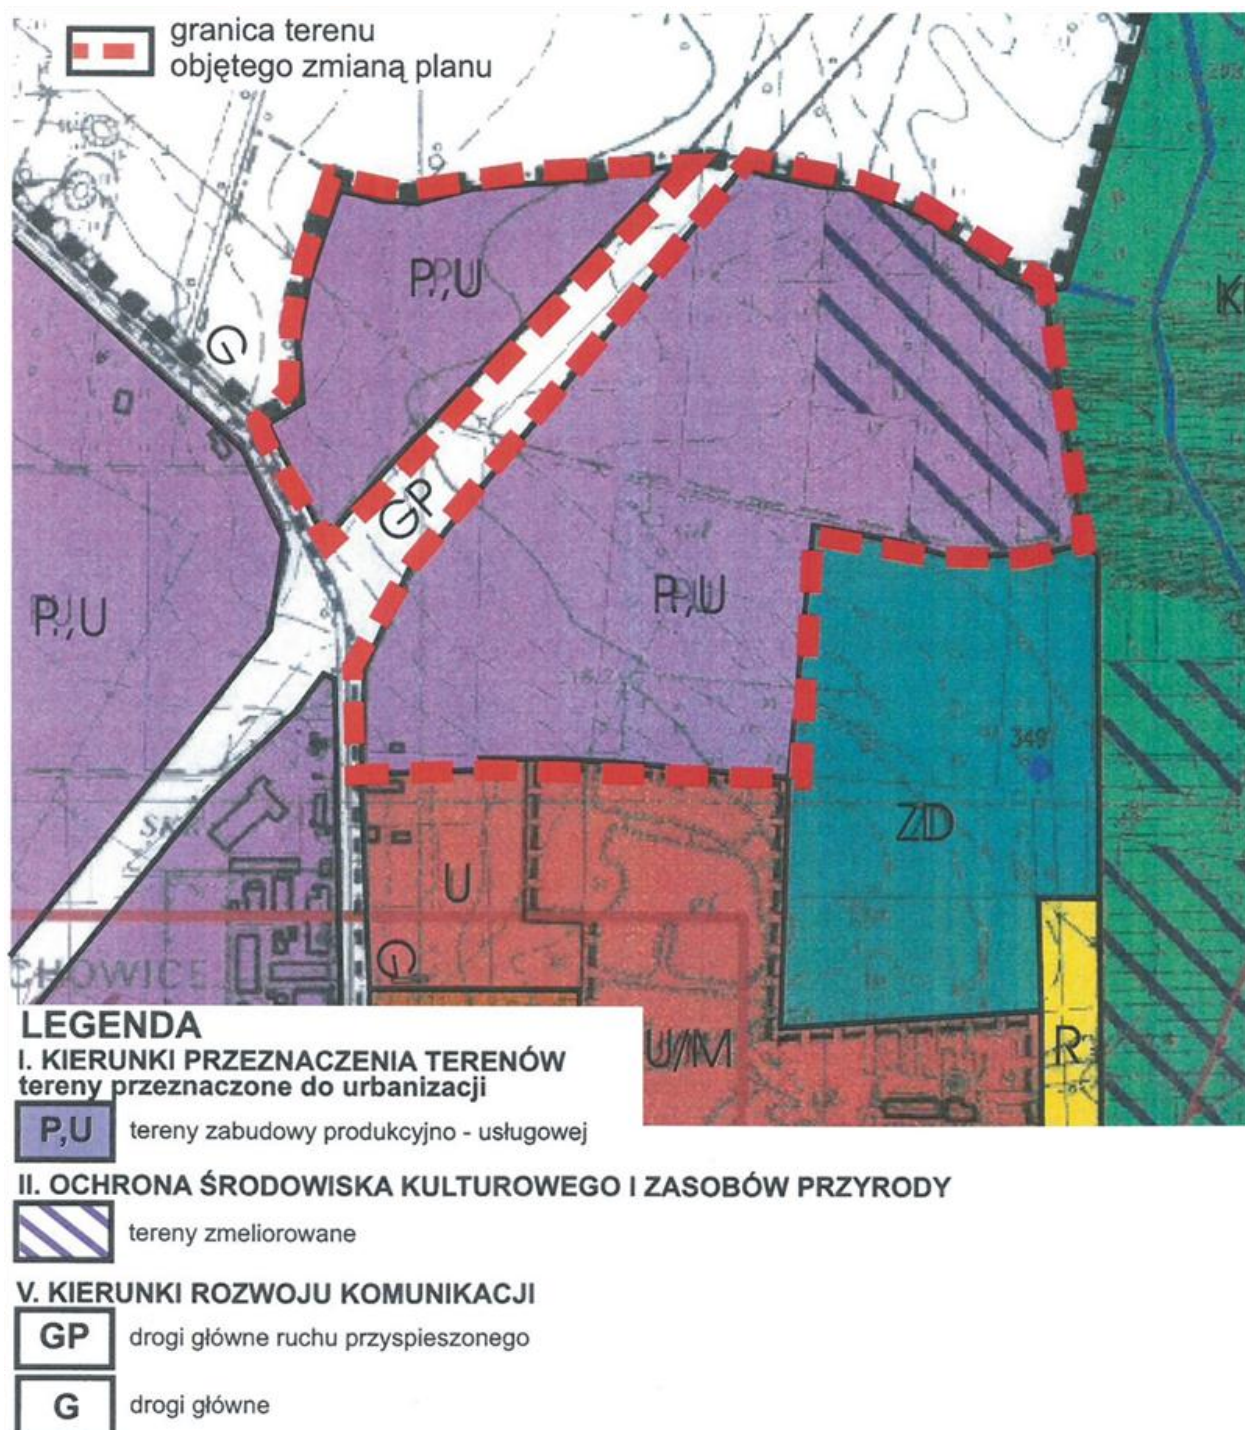 granica terenu
objętego zmianą planu
P,U
G
GP
P,U
P,U
349
ZD
U
G
CHOWICE
U/M
R
K
LEGENDA
I. KIERUNKI PRZEZNACZENIA TERENÓW
tereny przeznaczone do urbanizacji
P,U tereny zabudowy produkcyjno - usługowej
II. OCHRONA ŚRODOWISKA KULTUROWEGO I ZASOBÓW PRZYRODY
tereny zmeliorowane
V. KIERUNKI ROZWOJU KOMUNIKACJI
GP drogi główne ruchu przyspieszonego
G drogi główne